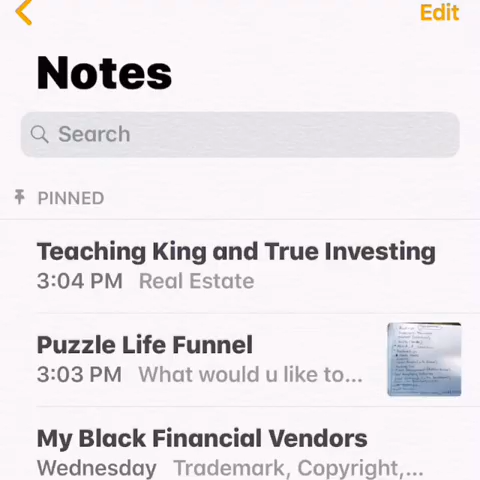 Edit
Notes
Search
PINNED
Teaching King and True Investing
3:04 PM Real Estate
Puzzle Life Funnel
3:03 PM What would u like to...
My Black Financial Vendors
Wednesday Trademark, Copyright,...